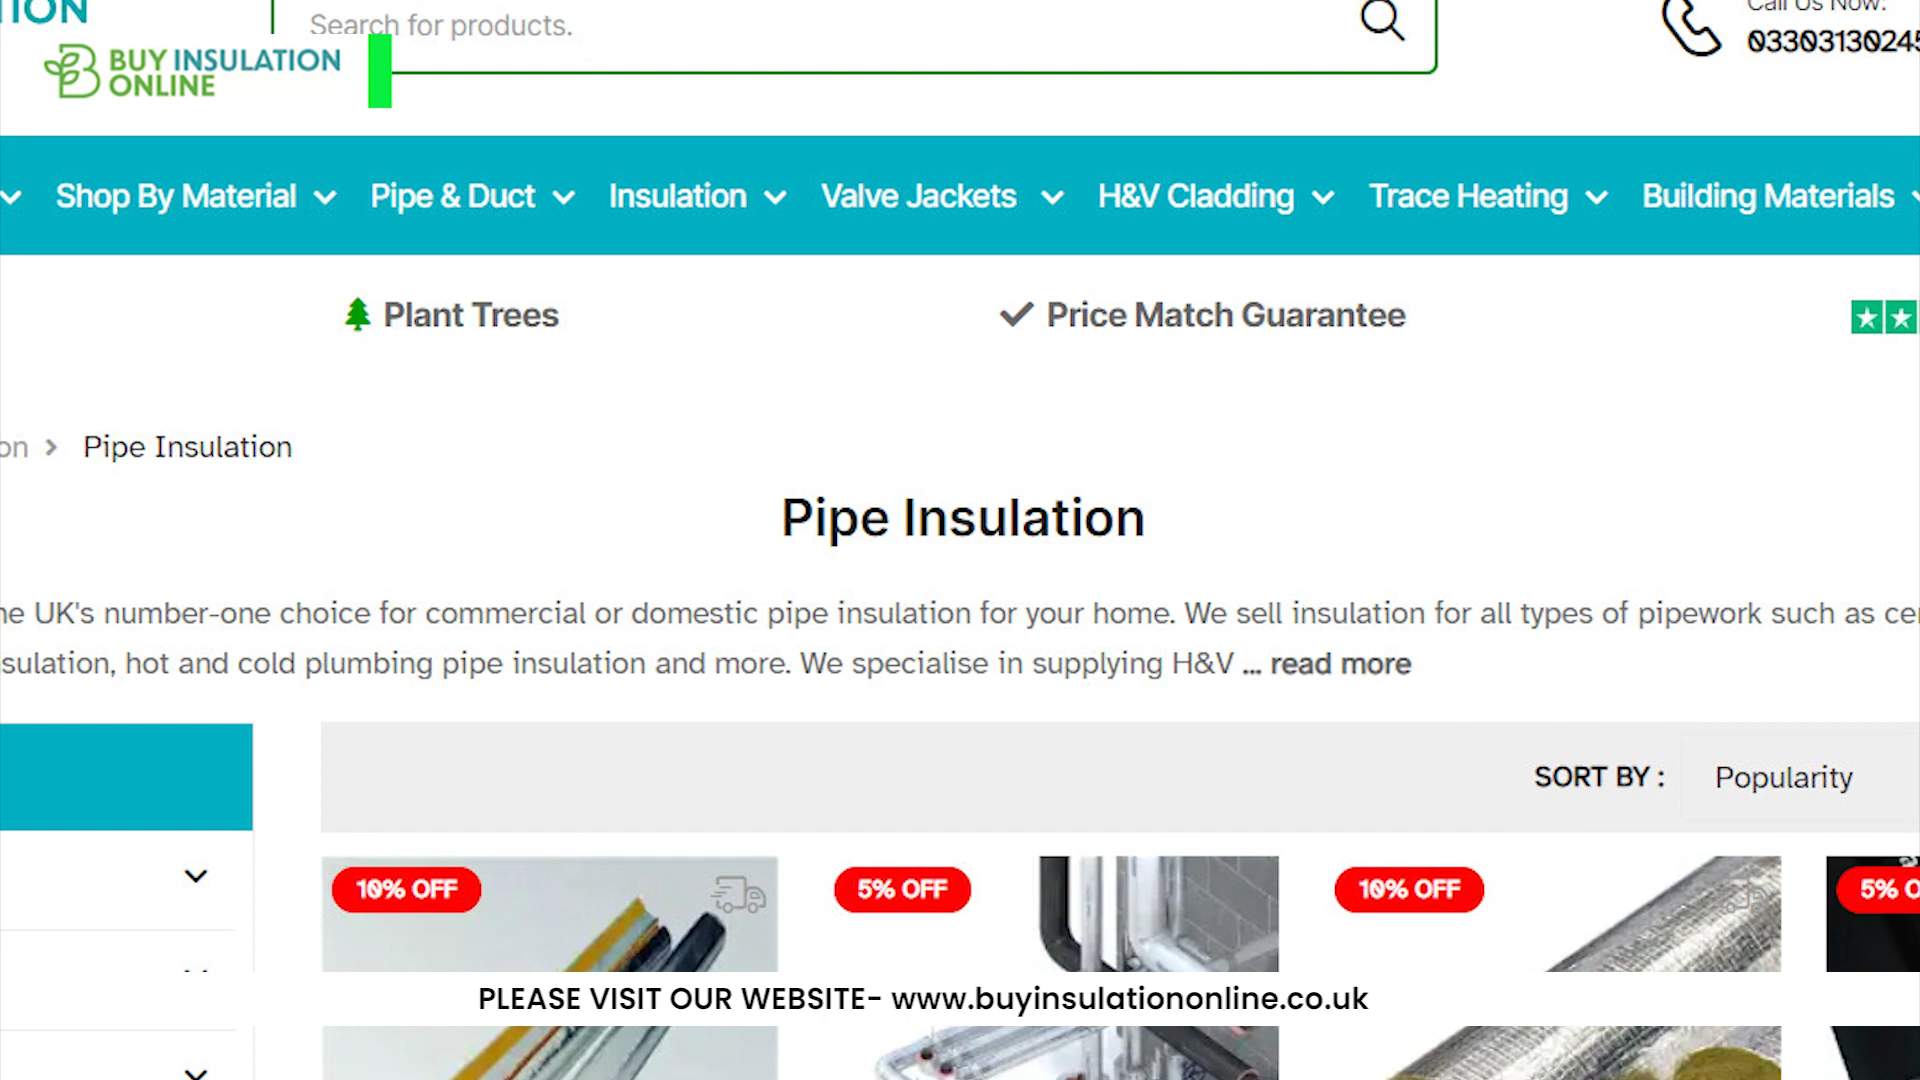 Search for products.
Call Us Now:
0330313024
BUY INSULATION
ONLINE
Shop By Material
Pipe & Duct
Insulation
Valve Jackets
H&V Cladding
Trace Heating
Building Materials
Plant Trees
Price Match Guarantee
on > Pipe Insulation
Pipe Insulation
UK's number-one choice for commercial or domestic pipe insulation for your home. We sell insulation for all types of pipework such as
sulation, hot and cold plumbing pipe insulation and more. We specialise in supplying H&V ... read more
SORT BY :
Popularity
10% OFF
5% OFF
10% OFF
5% O
PLEASE VISIT OUR WEBSITE- www.buyinsulationonline.co.uk